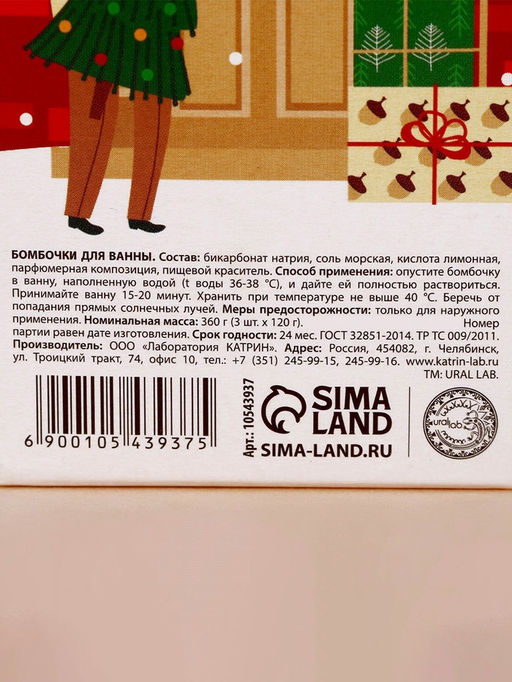 БОМБОЧКИ ДЛЯ ВАННЫ. Состав: бикарбонат натрия, соль морская, кислота лимонная,
парфюмерная композиция, пищевой краситель. Способ применения: опустите бомбочку
в ванну, наполненную водой (t воды 36-38 °C), и дайте ей полностью раствориться.
Принимайте ванну 15-20 минут. Хранить при температуре не выше 40 °C. Беречь от
попадания прямых солнечных лучей. Меры предосторожности: только для наружного
применения. Номинальная масса: 360 г (3 шт. х 120 г). Номер
партии равен дате изготовления. Срок годности: 24 мес. ГОСТ 32851-2014. ТР ТС 009/2011.
Производитель: ООО «Лаборатория КАТРИН». Адрес: Россия, 454082, г. Челябинск,
ул. Троицкий тракт, 74, офис 10, тел.: +7 (351) 245-99-15, 245-99-16. www.katrin-lab.ru
ТМ: URAL LAB.
6 900105 439375
Арт.: 10543937
SIMA
LAND
SIMA-LAND.RU
ural lab